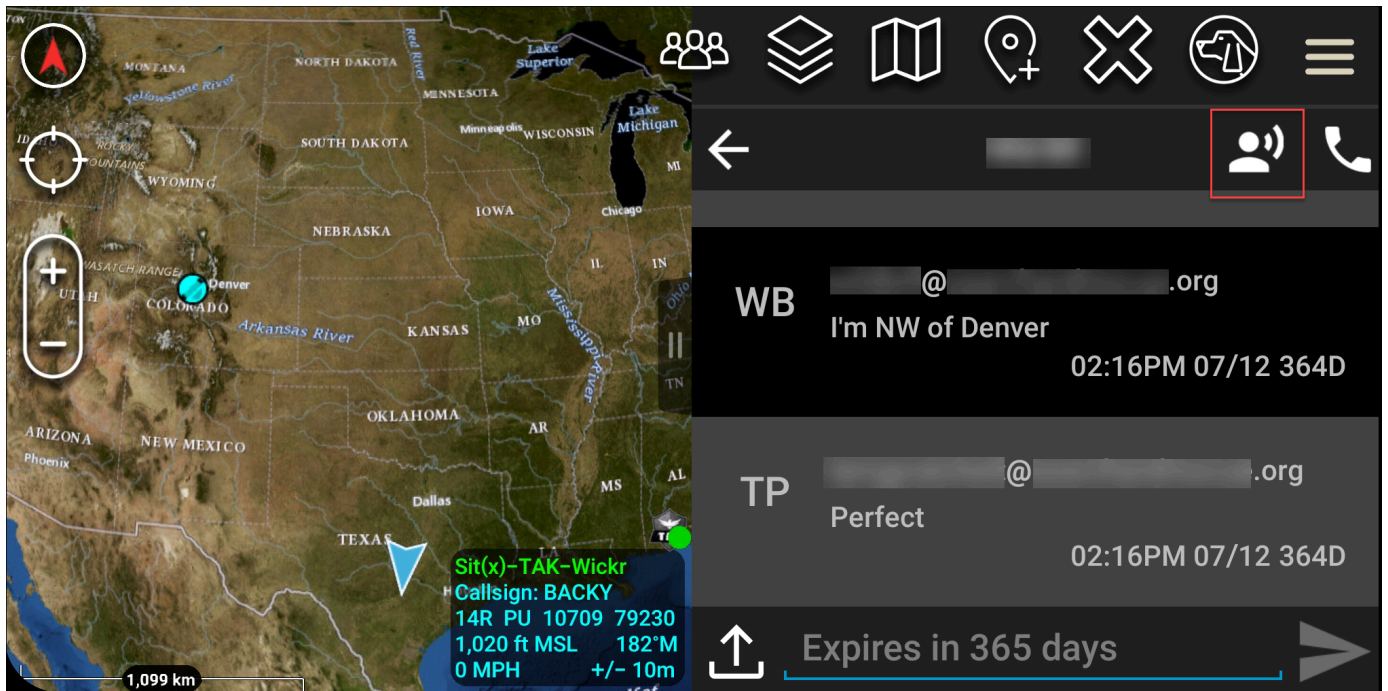 MONTANA
NORTH DAKOTA
Red River
Lake
Superior
Yellowstone River
MINNESOTA
Lake
Michigan
Minneapolis
WISCONSIN
ROCKY
MOUNTAINS
SOUTH DAKOTA
MI
WYOMING
IOWA
Chicago
NEBRASKA
WASATCH RANGE
UTAH
Denver
COLORADO
IL
IN
Ohio
Arkansas River
KANSAS
MO
Mississippi River
TN
OKLAHOMA
AR
ARIZONA
Phoenix
NEW MEXICO
MS
AL
Dallas
TEXAS
LA
Sit(x)-TAK-Wickr
Callsign: BACKY
14R PU 10709 79230
1,020 ft MSL 182°M
0 MPH +/- 10m
1,099 km
WB
@ .org
I'm NW of Denver
02:16PM 07/12 364D
TP
@ .org
Perfect
02:16PM 07/12 364D
Expires in 365 days